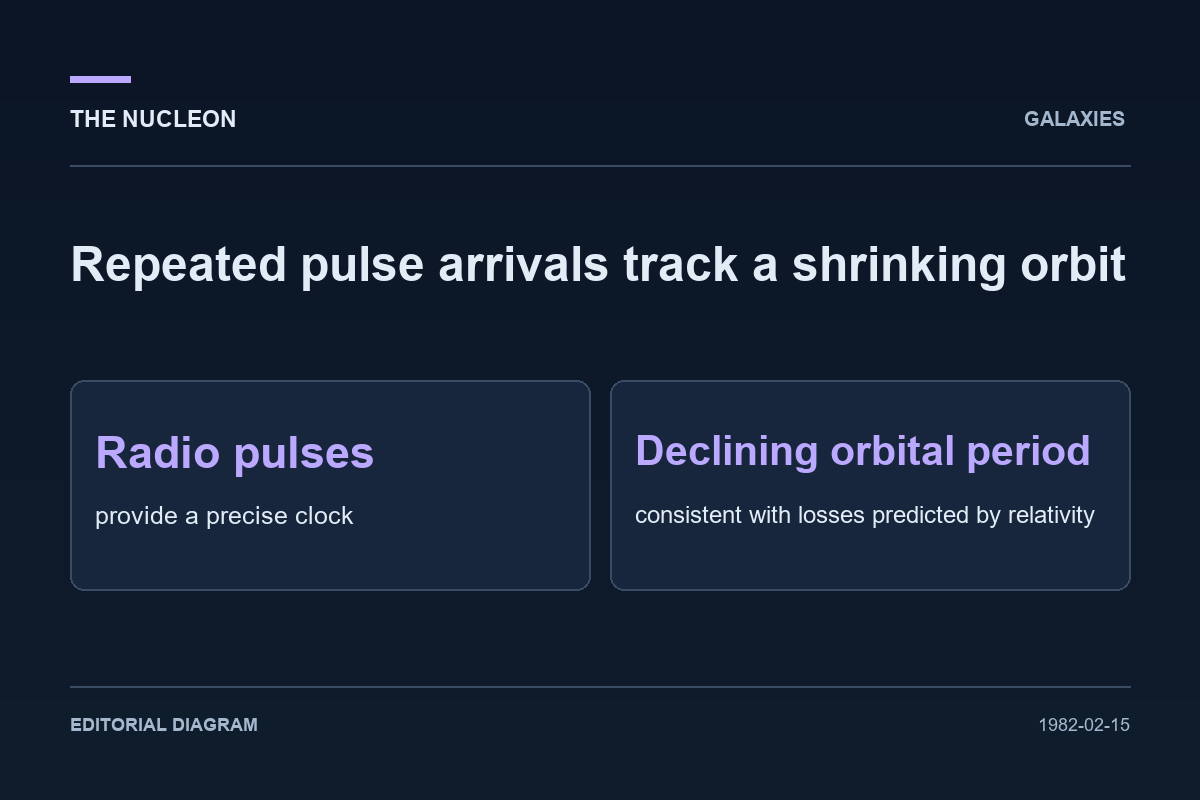 THE NUCLEON
GALAXIES
Repeated pulse arrivals track a shrinking orbit
Radio pulses
provide a precise clock
Declining orbital period
consistent with losses predicted by relativity
EDITORIAL DIAGRAM
1982-02-15